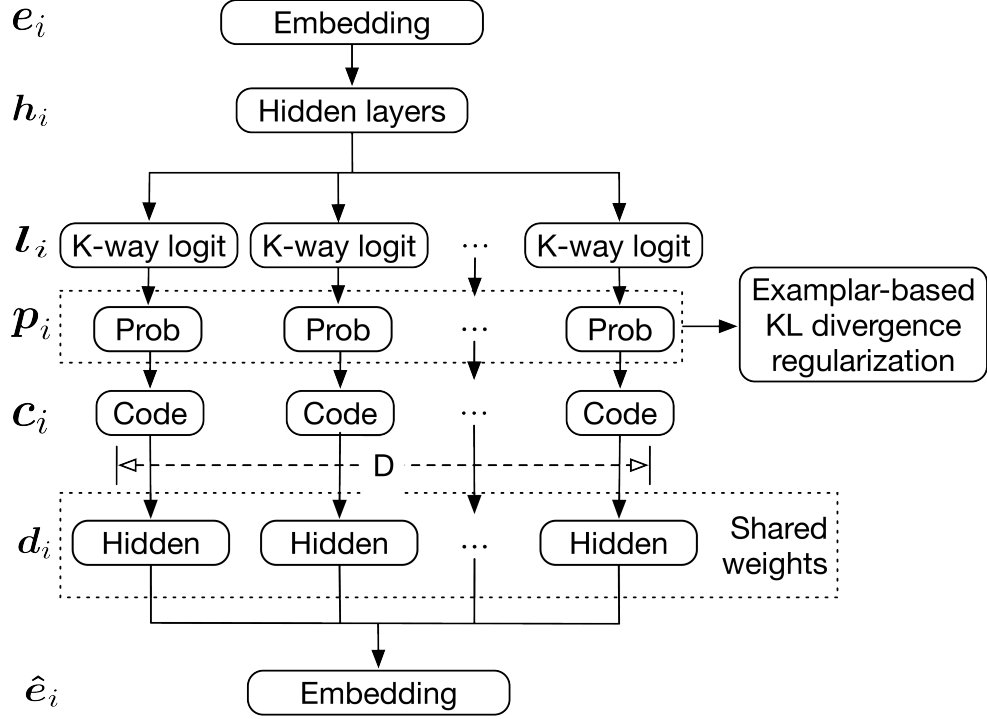 e_i Embedding
h_i Hidden layers
l_i K-way logit K-way logit ... K-way logit
p_i Prob Prob ... Prob
Examplar-based
KL divergence
regularization
c_i Code Code ... Code
D
d_i Hidden Hidden ... Hidden
Shared
weights
ê_i Embedding